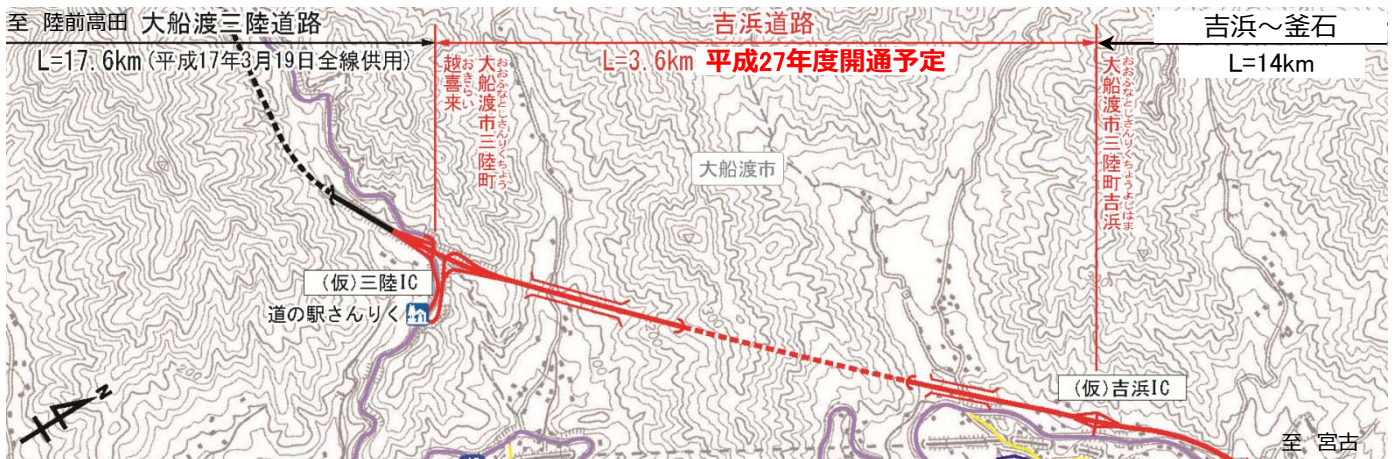 至 陸前高田 大船渡三陸道路
L=17.6km(平成17年3月19日全線供用)
吉浜道路
L=3.6km 平成27年度開通予定
吉浜～釜石
L=14km
おおふなとしさんりくちょう
大船渡市三陸町
おきらい
越喜来
おおふなとしさんりくちょうよしはま
大船渡市三陸町吉浜
大船渡市
(仮)三陸IC
道の駅さんりく
(仮)吉浜IC
N
至 宮古